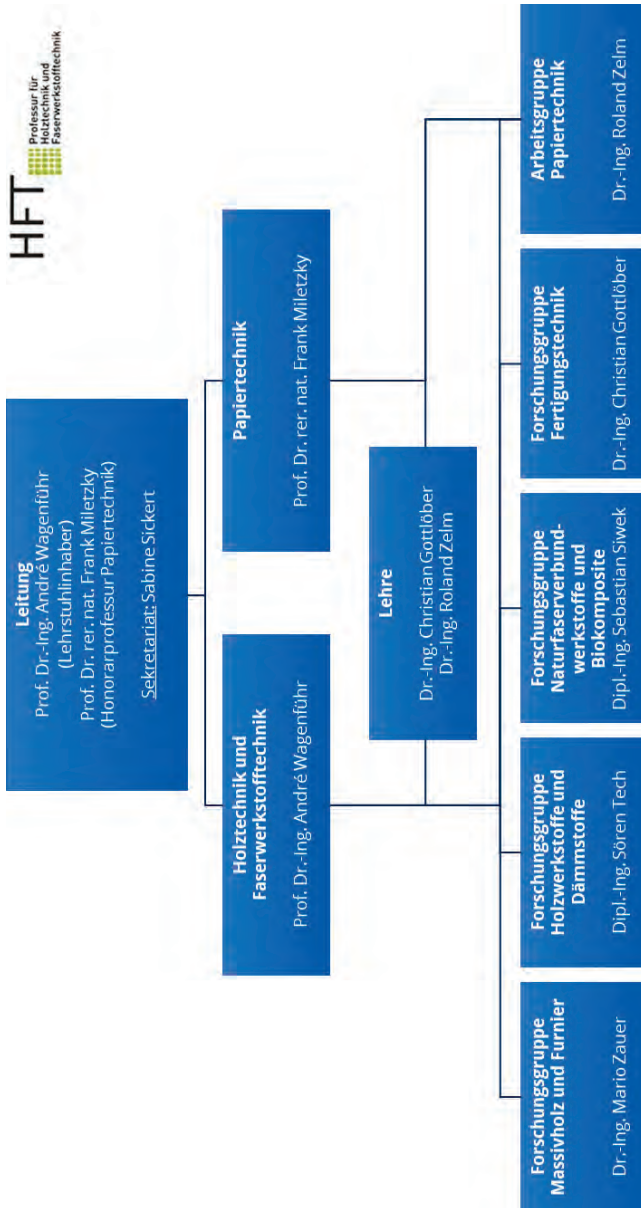 HFT
Professur für
Holztechnik und
Faserwerkstofftechnik
Leitung
Prof. Dr.-Ing. André Wagenführ
(Lehrstuhlinhaber)
Prof. Dr. rer. nat. Frank Miletzky
(Honorarprofessur Papiertechnik)
Sekretariat: Sabine Sickert
Holztechnik und
Faserwerkstofftechnik
Prof. Dr.-Ing. André Wagenführ
Papiertechnik
Prof. Dr. rer. nat. Frank Miletzky
Lehre
Dr.-Ing. Christian Gottlöber
Dr.-Ing. Roland Zelm
Forschungsgruppe
Massivholz und Furnier
Dr.-Ing. Mario Zauer
Forschungsgruppe
Holzwerkstoffe und
Dämmstoffe
Dipl.-Ing. Sören Tech
Forschungsgruppe
Naturfaserverbund-
werkstoffe und
Biokomposite
Dipl.-Ing. Sebastian Siwek
Forschungsgruppe
Fertigungstechnik
Dr.-Ing. Christian Gottlöber
Arbeitsgruppe
Papiertechnik
Dr.-Ing. Roland Zelm